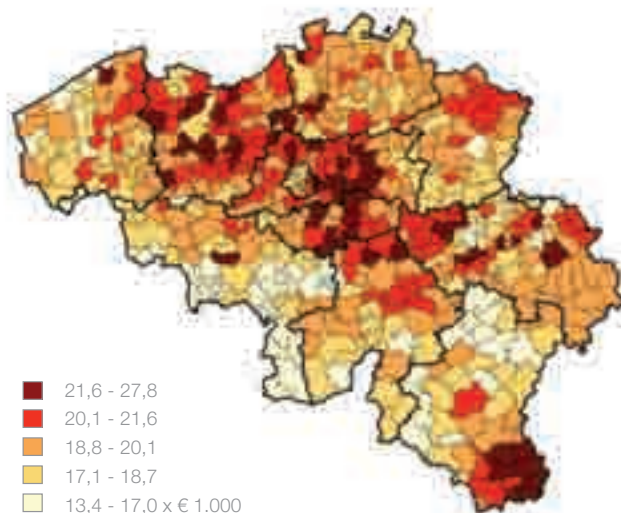 21,6 - 27,8
20,1 - 21,6
18,8 - 20,1
17,1 - 18,7
13,4 - 17,0 x € 1.000